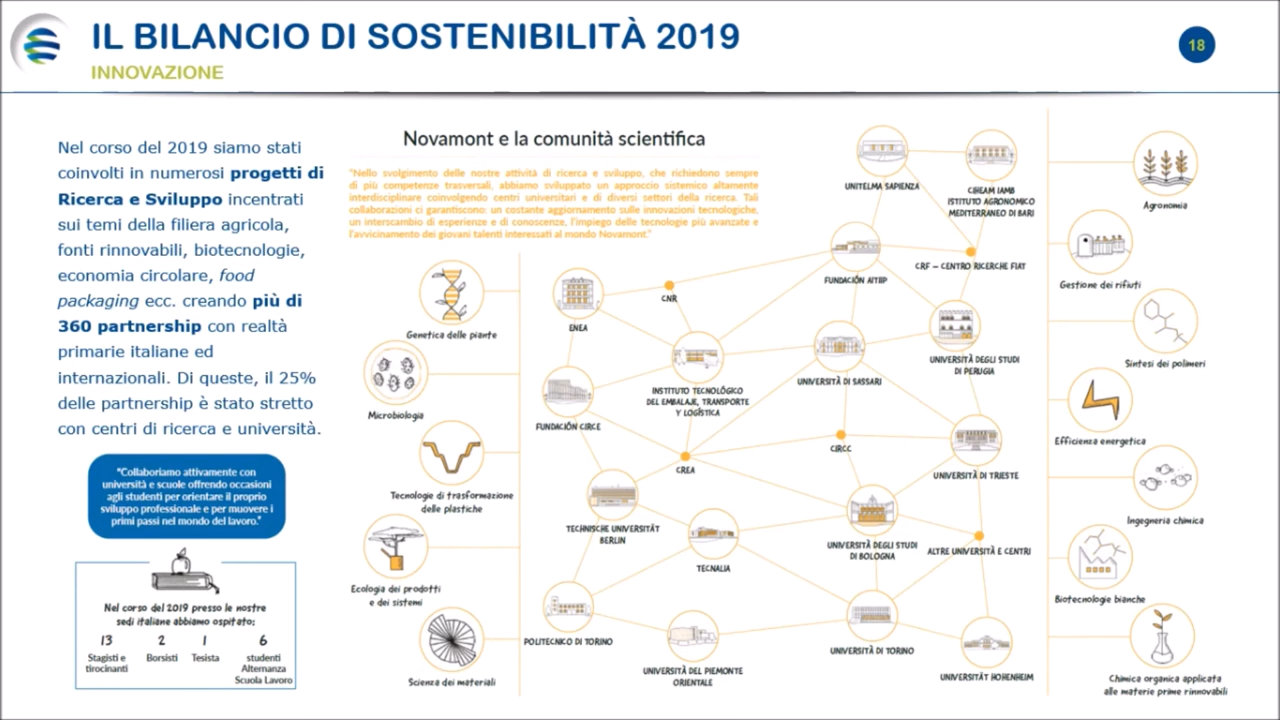 IL BILANCIO DI SOSTENIBILITÀ 2019
18
INNOVAZIONE
Nel corso del 2019 siamo stati
coinvolti in numerosi progetti di
Ricerca e Sviluppo incentrati
sui temi della filiera agricola,
fonti rinnovabili, biotecnologie,
economia circolare, food
packaging ecc. creando più di
360 partnership con realtà
primarie italiane ed
internazionali. Di queste, il 25%
delle partnership è stato stretto
con centri di ricerca e università.
"Collaboriamo attivamente con
università e scuole offrendo occasioni
agli studenti per orientare il proprio
sviluppo professionale e per muovere i
primi passi nel mondo del lavoro."
Nel corso del 2019 presso le nostre
sedi italiane abbiamo ospitato:
13
2
1
6
Stagisti e
tirocinanti
Borsisti
Tesista
studenti
Alternanza
Scuola Lavoro
Novamont e la comunità scientifica
"Nello svolgimento delle nostre attività di ricerca e sviluppo, che richiedono sempre
di più competenze trasversali, abbiamo sviluppato un approccio sistemico altamente
interdisciplinare coinvolgendo centri universitari e di diversi settori della ricerca. Tali
collaborazioni ci garantiscono: un costante aggiornamento sulle innovazioni tecnologiche,
un interscambio di esperienze e di conoscenze, l'impiego delle tecnologie più avanzate e
l'avvicinamento dei giovani talenti interessati al mondo Novamont."
Genetica delle piante
Microbiologia
Tecnologie di trasformazione
delle plastiche
Ecologia dei prodotti
e dei sistemi
Scienza dei materiali
UNITELMA SAPIENZA
CIHEAM IAMB
ISTITUTO AGRONOMICO
MEDITERRANEO DI BARI
FUNDACIÓN AITIIP
CRF – CENTRO RICERCHE FIAT
ENEA
CNR
INSTITUTO TECNOLÓGICO
DEL EMBALAJE, TRANSPORTE
Y LOGÍSTICA
UNIVERSITÀ DI SASSARI
UNIVERSITÀ DEGLI STUDI
DI PERUGIA
FUNDACIÓN CIRCE
CREA
CIRCC
UNIVERSITÀ DI TRIESTE
TECHNISCHE UNIVERSITÄT
BERLIN
TECNALIA
UNIVERSITÀ DEGLI STUDI
DI BOLOGNA
ALTRE UNIVERSITÀ E CENTRI
POLITECNICO DI TORINO
UNIVERSITÀ DEL PIEMONTE
ORIENTALE
UNIVERSITÀ DI TORINO
UNIVERSITÄT HOHENHEIM
Agronomia
Gestione dei rifiuti
Sintesi dei polimeri
Efficienza energetica
Ingegneria chimica
Biotecnologie bianche
Chimica organica applicata
alle materie prime rinnovabili